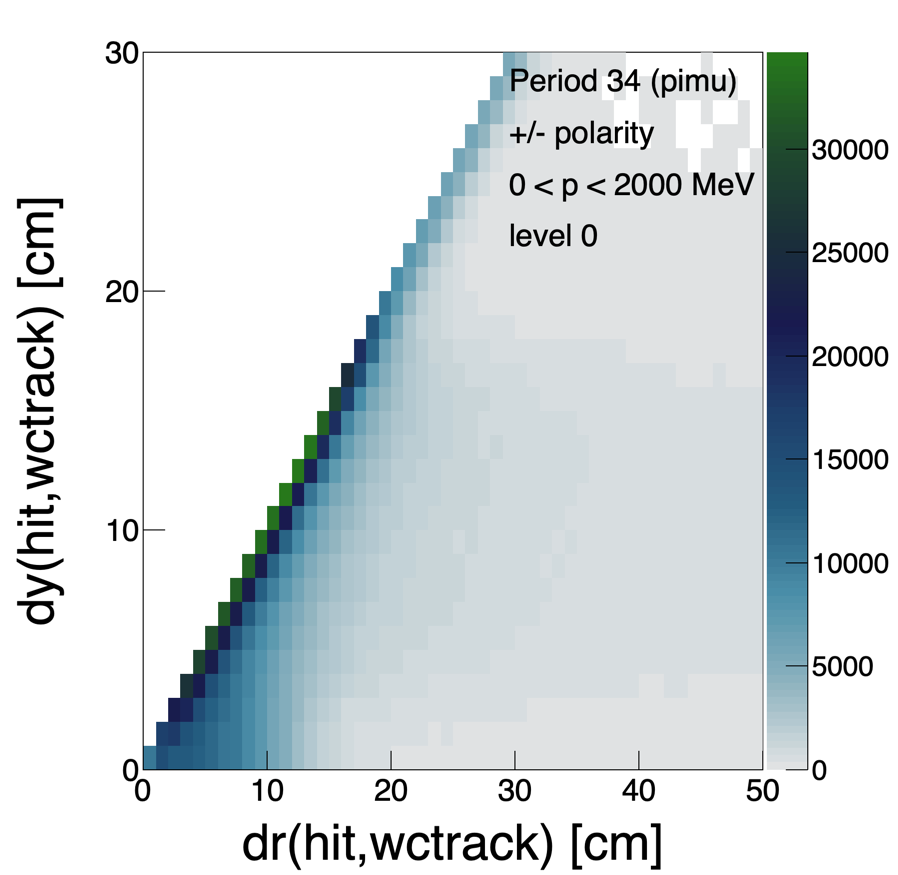 30
20
10
0
0
10
20
30
40
50
dy(hit,wctrack) [cm]
dr(hit,wctrack) [cm]
Period 34 (pimu)
+/- polarity
0 < p < 2000 MeV
level 0
30000
25000
20000
15000
10000
5000
0